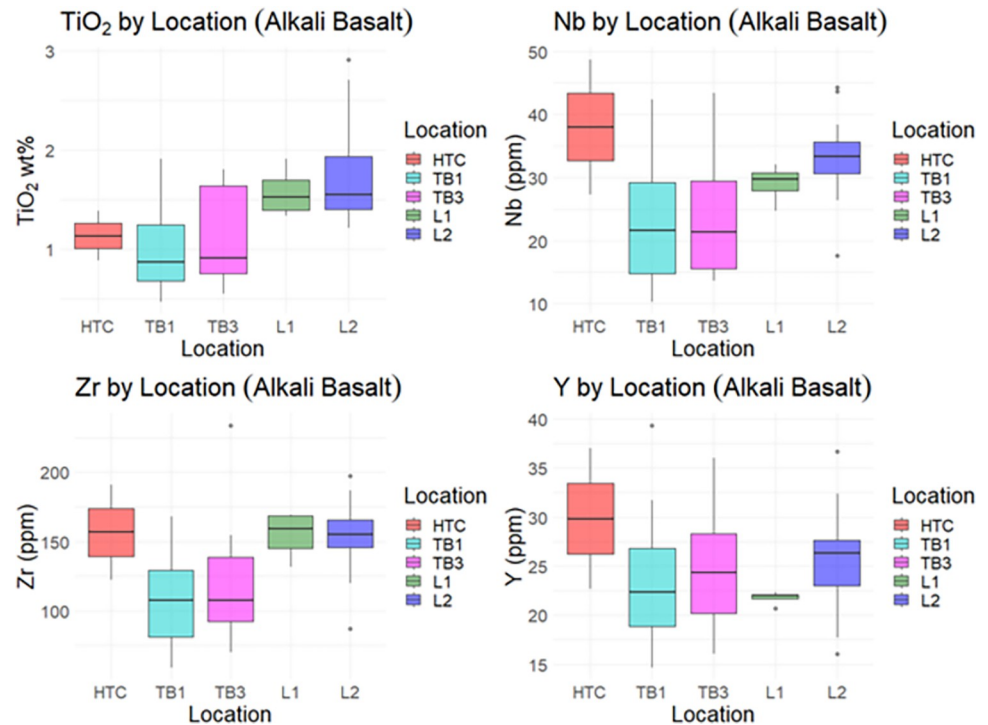 TiO₂ by Location (Alkali Basalt)
3
2
1
TiO₂ wt%
HTC TB1 TB3 L1 L2
Location
Location
HTC
TB1
TB3
L1
L2
Nb by Location (Alkali Basalt)
50
40
30
20
10
Nb (ppm)
HTC TB1 TB3 L1 L2
Location
Location
HTC
TB1
TB3
L1
L2
Zr by Location (Alkali Basalt)
200
150
100
Zr (ppm)
HTC TB1 TB3 L1 L2
Location
Location
HTC
TB1
TB3
L1
L2
Y by Location (Alkali Basalt)
40
35
30
25
20
15
Y (ppm)
HTC TB1 TB3 L1 L2
Location
Location
HTC
TB1
TB3
L1
L2